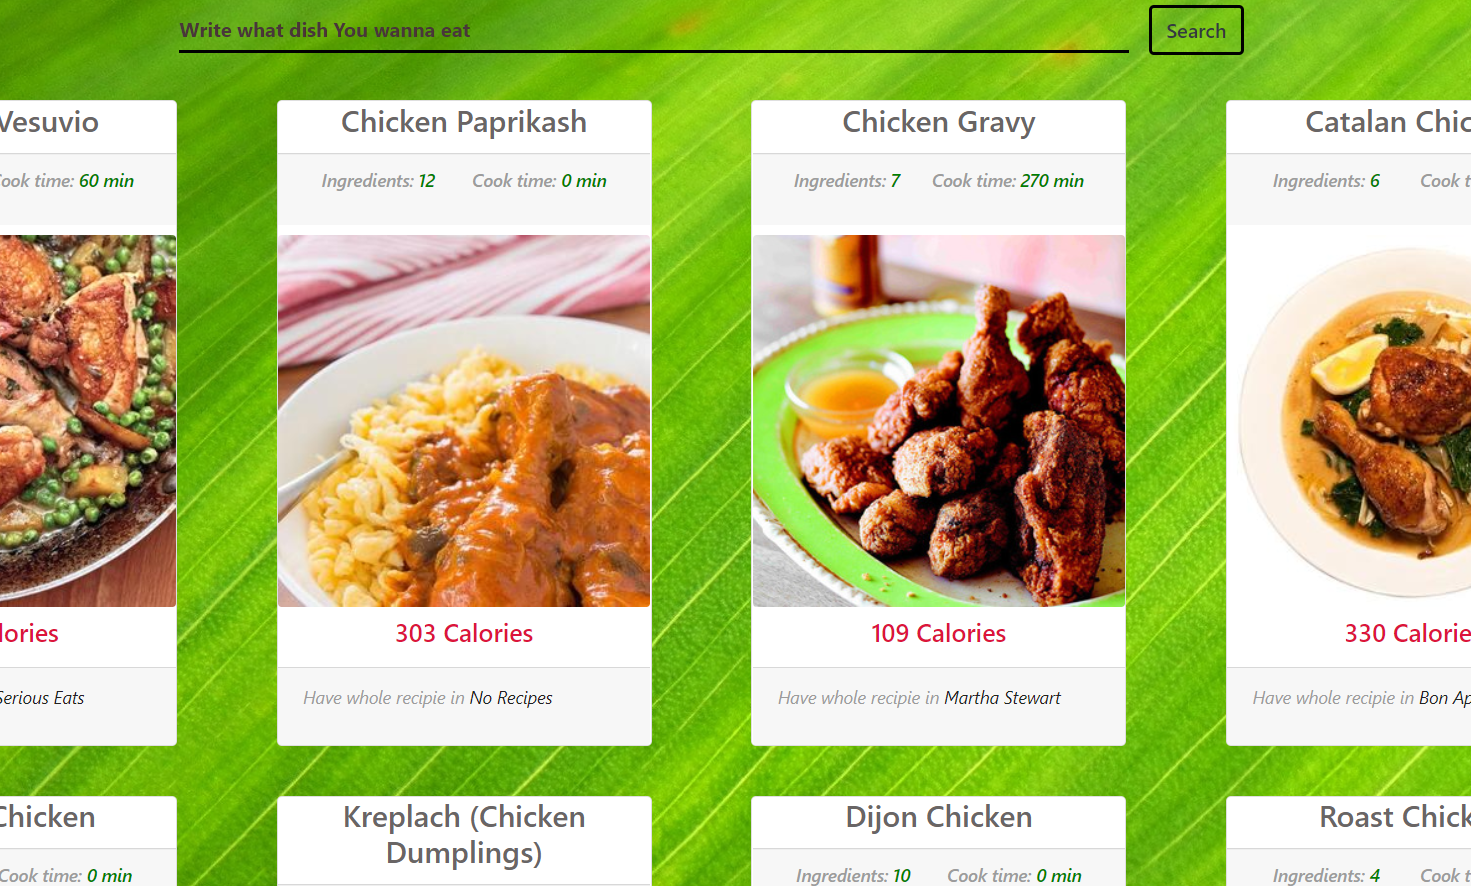 Write what dish You wanna eat
Search
Vesuvio
Cook time: 60 min
lories
Serious Eats
Chicken Paprikash
Ingredients: 12 Cook time: 0 min
303 Calories
Have whole recipie in No Recipes
Chicken Gravy
Ingredients: 7 Cook time: 270 min
109 Calories
Have whole recipie in Martha Stewart
Catalan Chic
Ingredients: 6 Cook t
330 Calorie
Have whole recipie in Bon Ap
Chicken
Cook time: 0 min
Kreplach (Chicken
Dumplings)
Dijon Chicken
Ingredients: 10 Cook time: 0 min
Roast Chick
Ingredients: 4 Cook t